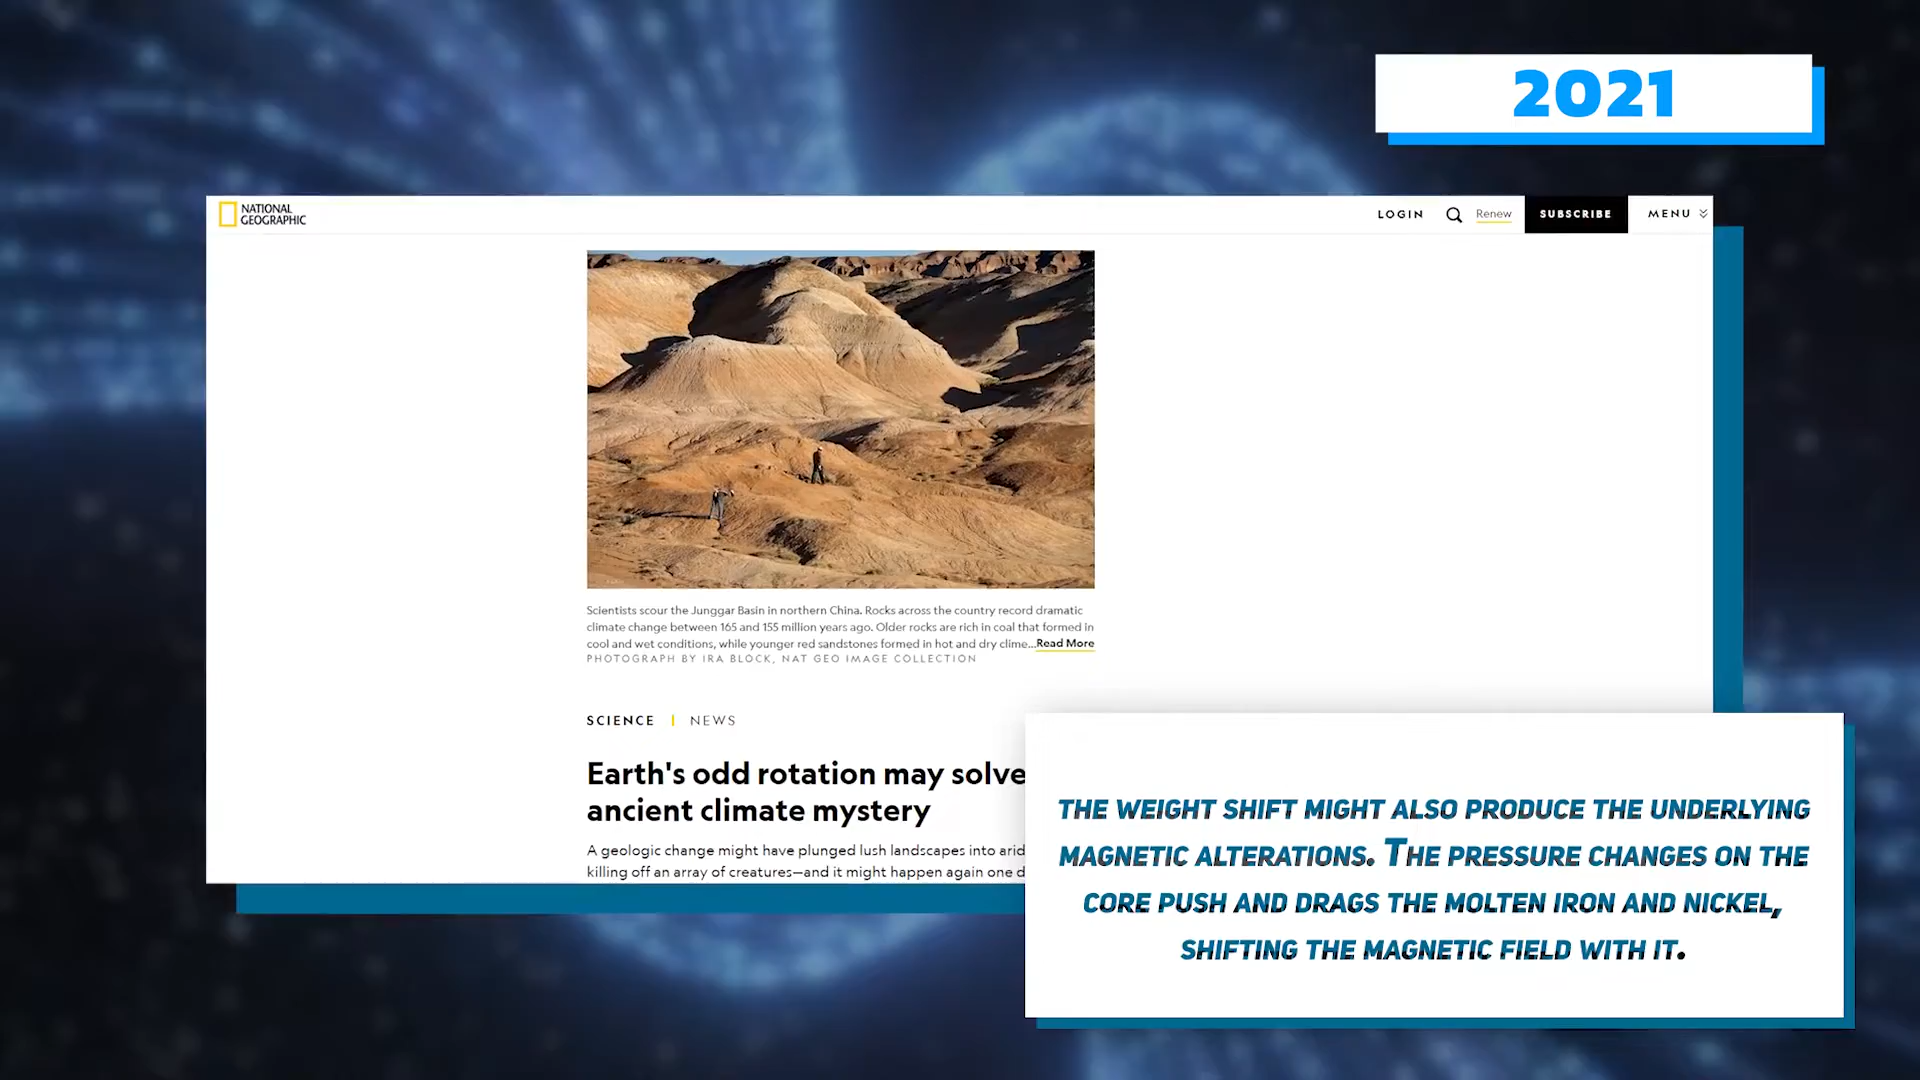 2021
NATIONAL
GEOGRAPHIC
LOGIN
Renew
SUBSCRIBE
MENU
Scientists scour the Junggar Basin in northern China. Rocks across the country record dramatic
climate change between 165 and 155 million years ago. Older rocks are rich in coal that formed in
cool and wet conditions, while younger red sandstones formed in hot and dry clime...Read More
PHOTOGRAPH BY IRA BLOCK, NAT GEO IMAGE COLLECTION
SCIENCE | NEWS
Earth's odd rotation may solve
ancient climate mystery
A geologic change might have plunged lush landscapes into arid
killing off an array of creatures—and it might happen again one d
THE WEIGHT SHIFT MIGHT ALSO PRODUCE THE UNDERLYING
MAGNETIC ALTERATIONS. THE PRESSURE CHANGES ON THE
CORE PUSH AND DRAGS THE MOLTEN IRON AND NICKEL,
SHIFTING THE MAGNETIC FIELD WITH IT.